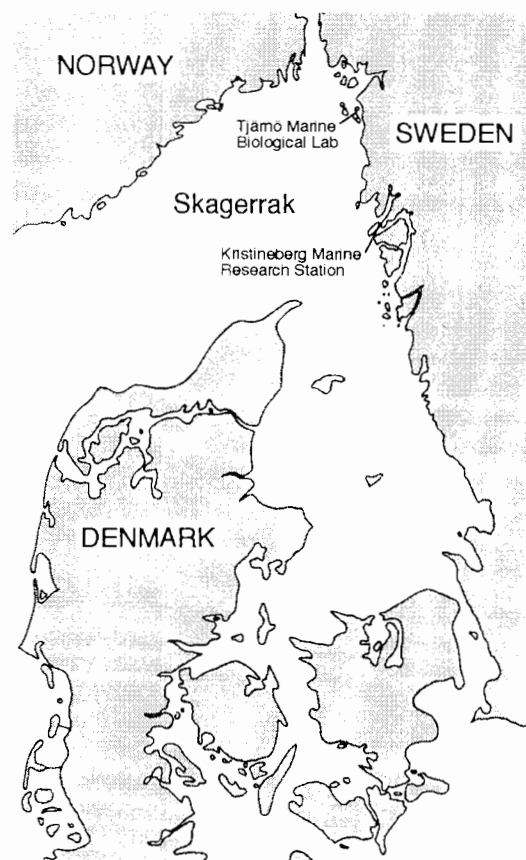 NORWAY
Tjärnö Marine
Biological Lab
SWEDEN
Skagerrak
Kristineberg Marine
Research Station
DENMARK